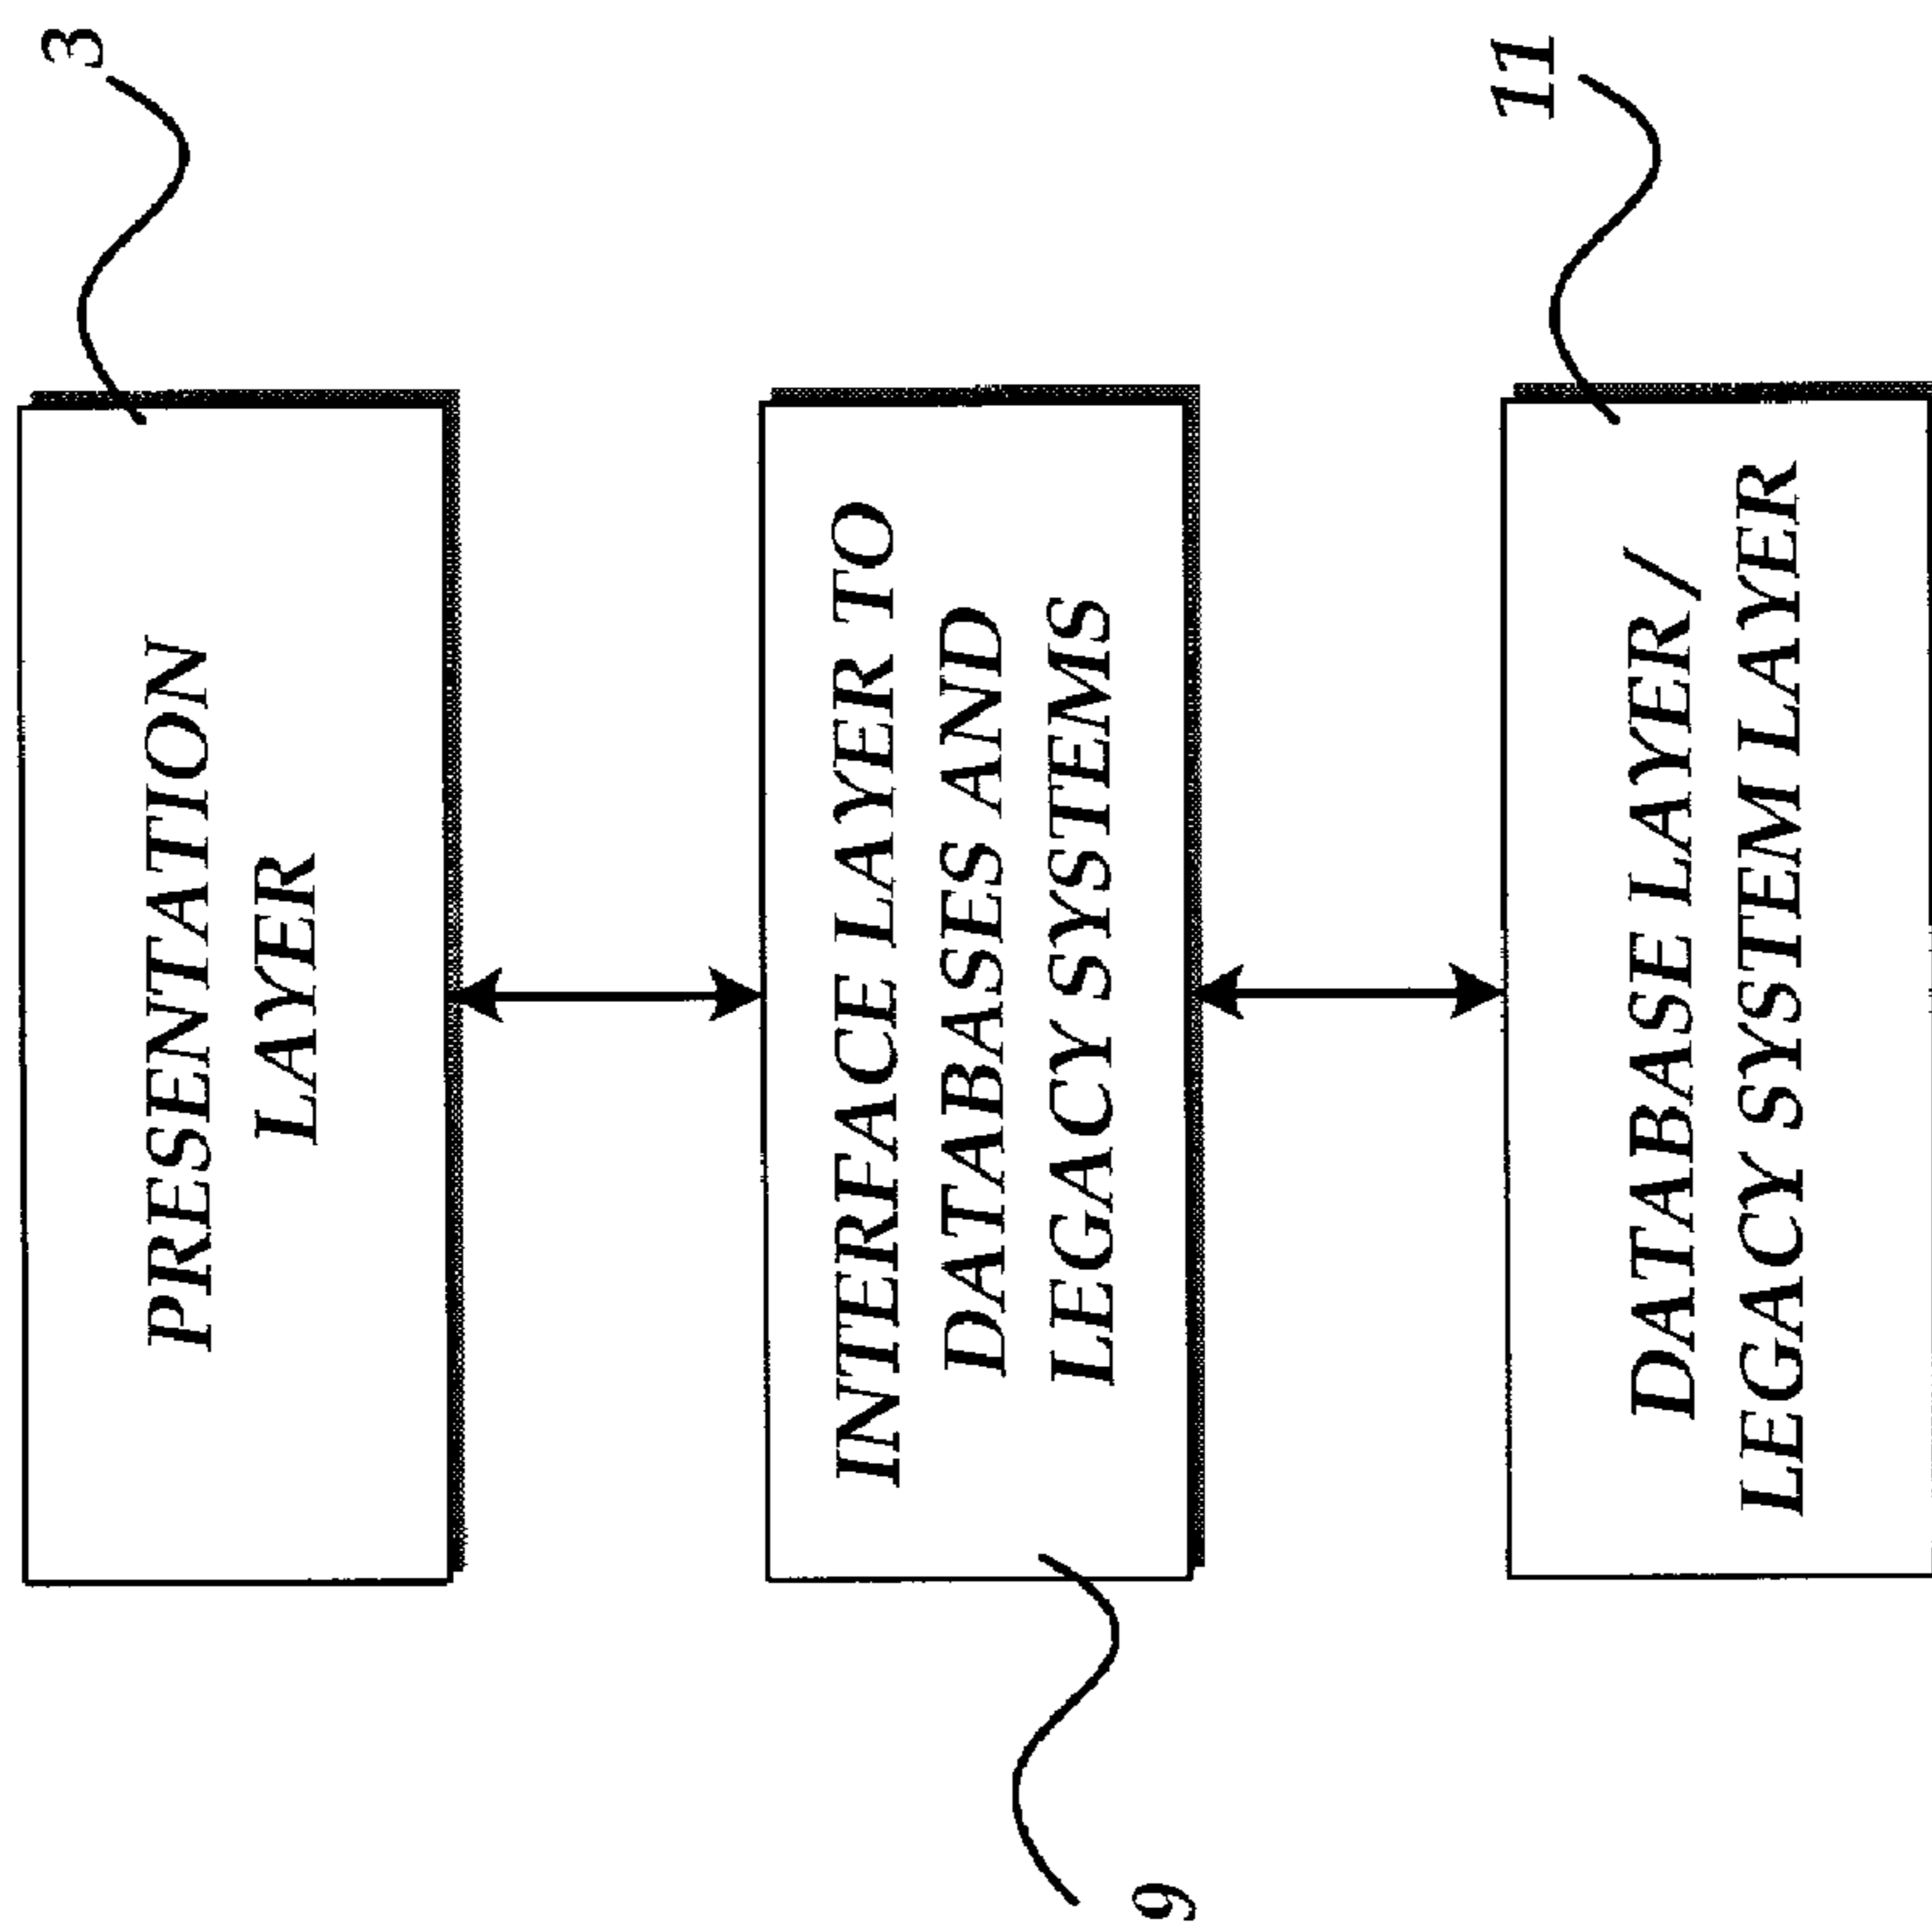 3
PRESENTATION
LAYER
INTERFACE LAYER TO
DATABASES AND
LEGACY SYSTEMS
9
11
DATABASE LAYER /
LEGACY SYSTEM LAYER